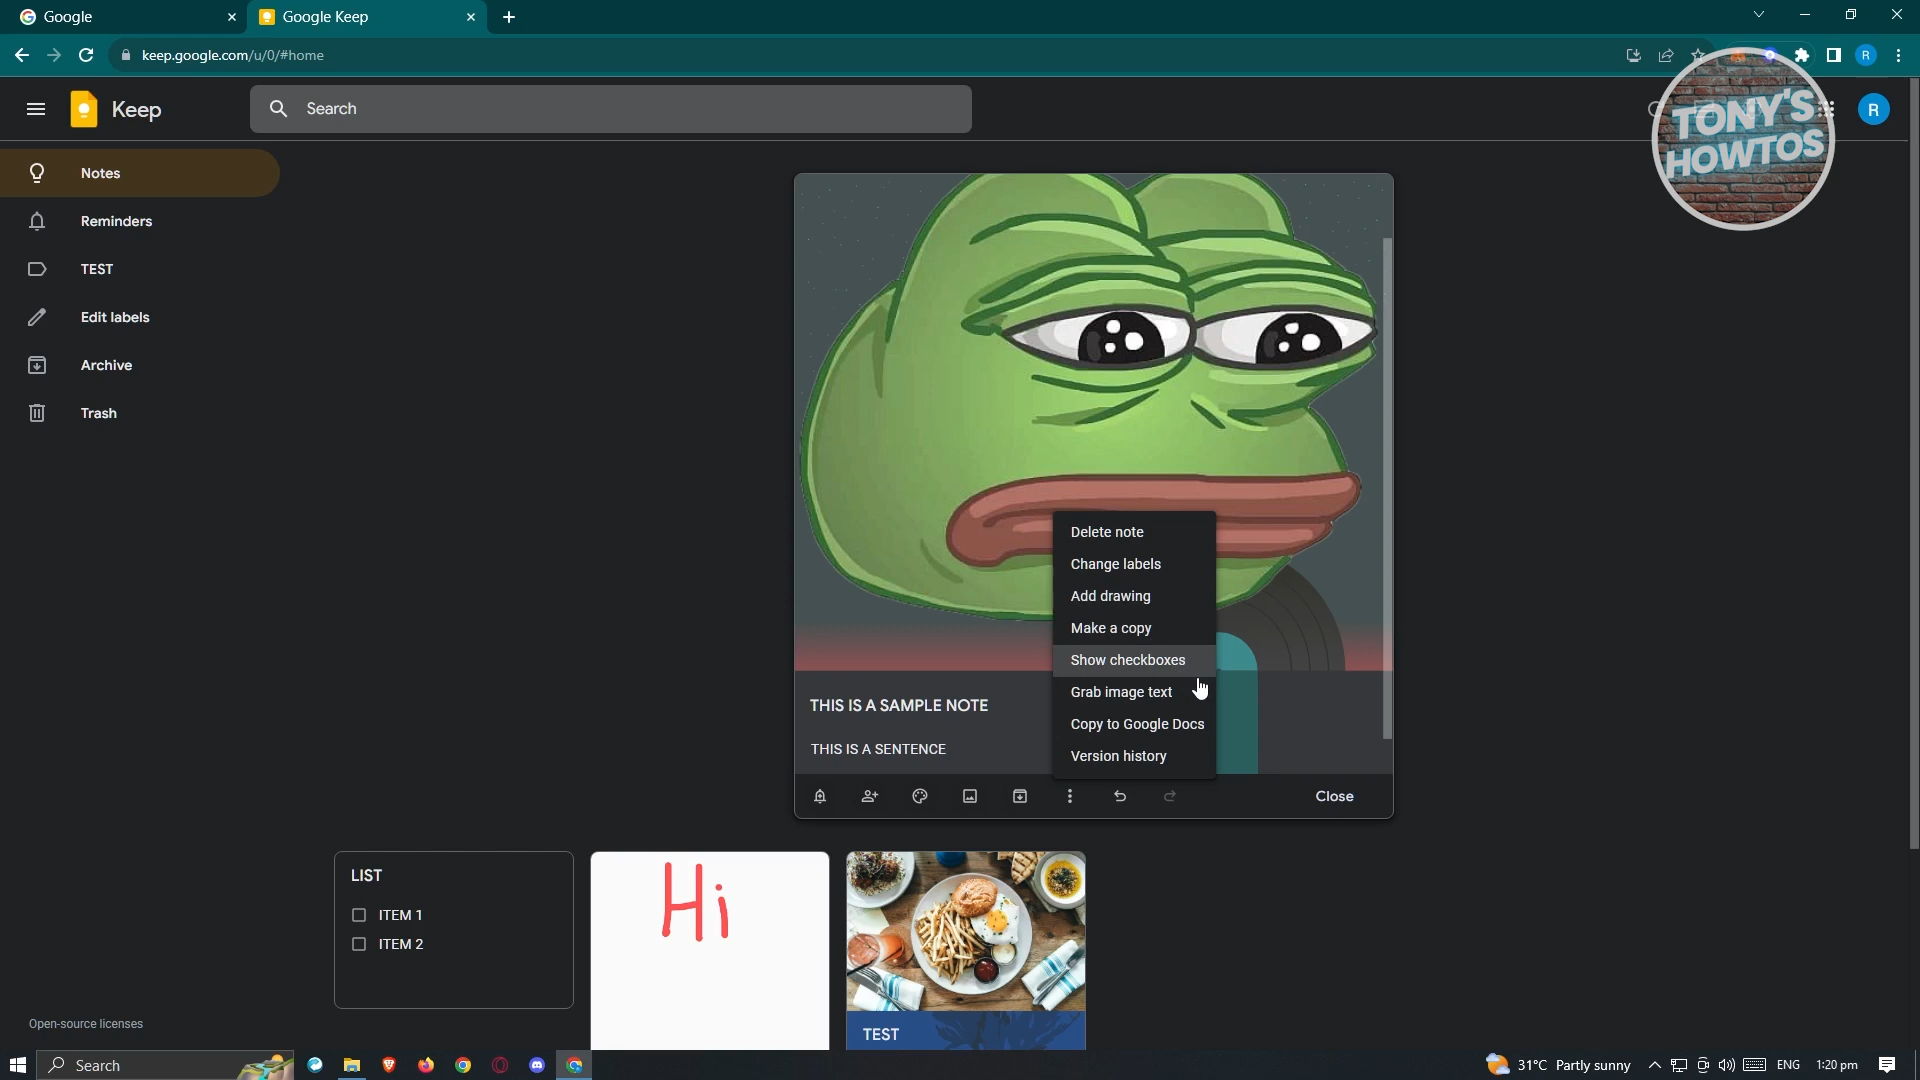 Google
Google Keep
keep.google.com/u/0/#home
R
Keep
Search
R
TONY'S
HOWTOS
Notes
Reminders
TEST
Edit labels
Archive
Trash
Delete note
Change labels
Add drawing
Make a copy
Show checkboxes
Grab image text
Copy to Google Docs
Version history
THIS IS A SAMPLE NOTE
THIS IS A SENTENCE
Close
LIST
ITEM 1
ITEM 2
Hi
TEST
Open-source licenses
Search
31°C Partly sunny
ENG
1:20 pm